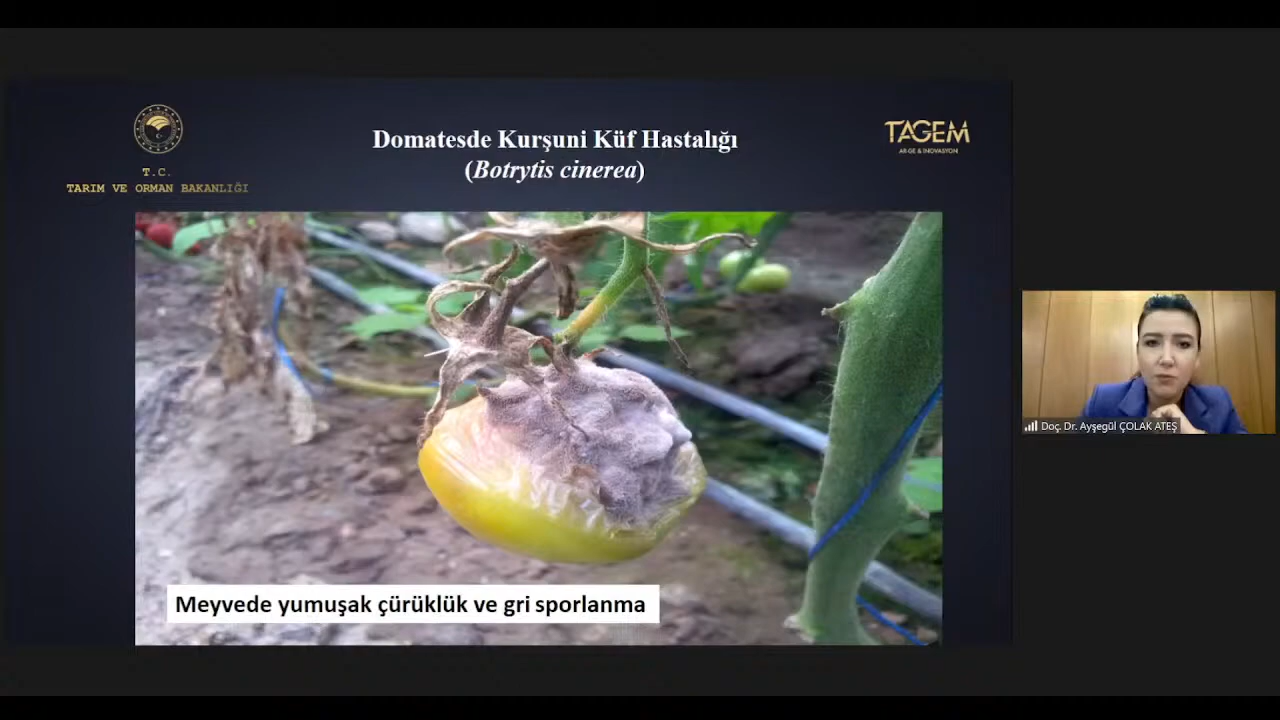 T.C.
TARIM VE ORMAN BAKANLIĞI
Domatesde Kurşuni Küf Hastalığı
(Botrytis cinerea)
TAGEM
AR-GE & İNOVASYON
Meyvede yumuşak çürüklük ve gri sporlanma
Doç. Dr. Ayşegül ÇOLAK ATEŞ